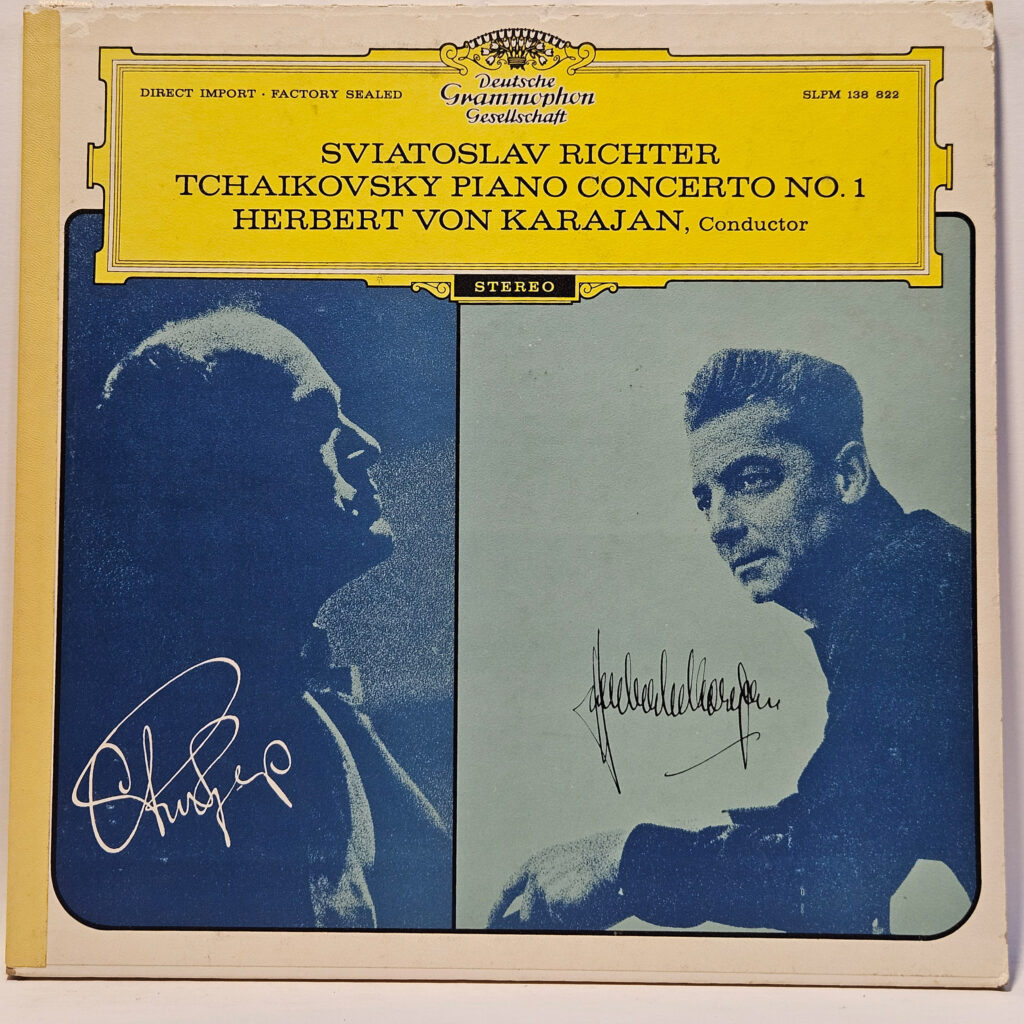 Deutsche
Grammophon
Gesellschaft
DIRECT IMPORT · FACTORY SEALED
SLPM 138 822
SVIATOSLAV RICHTER
TCHAIKOVSKY PIANO CONCERTO NO. 1
HERBERT VON KARAJAN, Conductor
STEREO